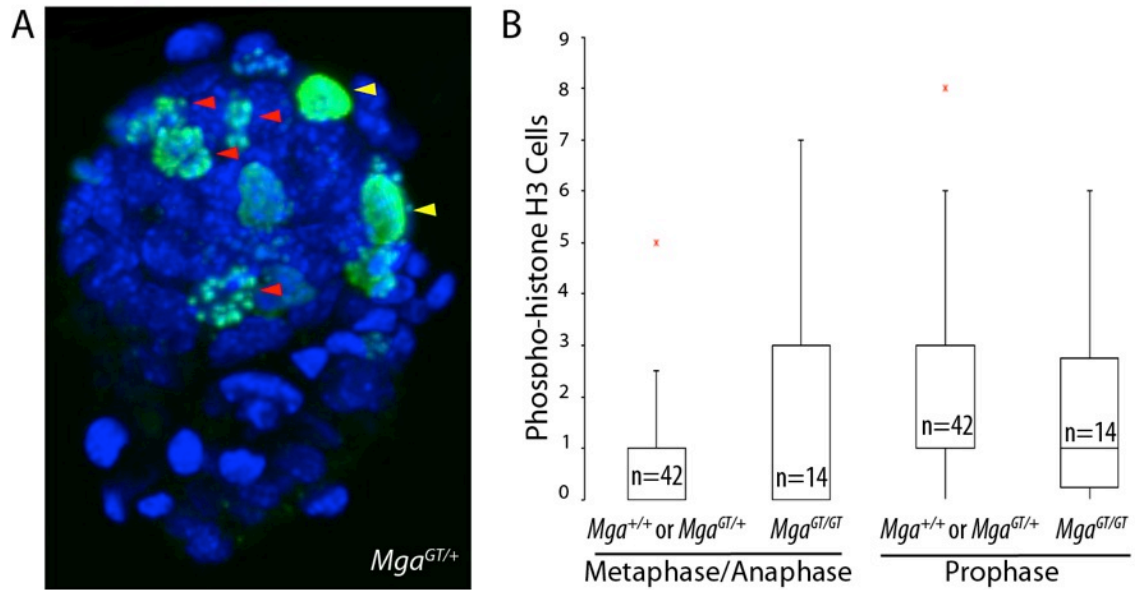 A
Mga^GT/+
B
Phospho-histone H3 Cells
9
8
7
6
5
4
3
2
1
0
n=42
n=14
n=42
n=14
Mga^+/+ or Mga^GT/+
Mga^GT/GT
Mga^+/+ or Mga^GT/+
Mga^GT/GT
Metaphase/Anaphase
Prophase